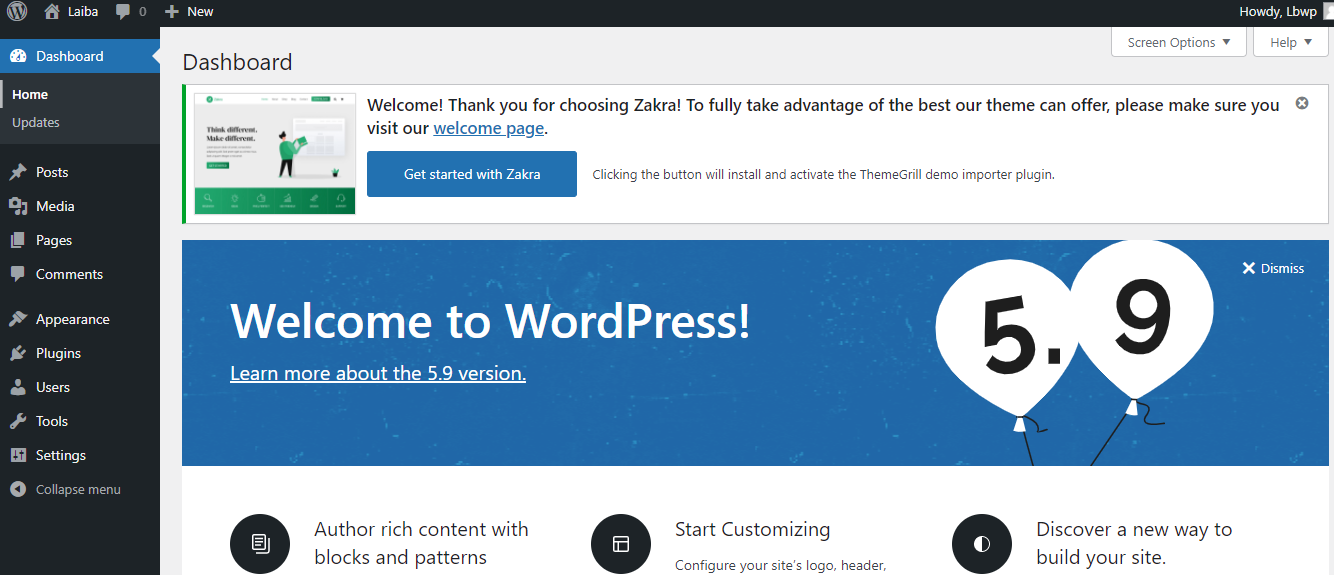 Laiba 0 New Howdy, Lbwp
Screen Options Help
Dashboard
Home
Updates
Posts
Media
Pages
Comments
Appearance
Plugins
Users
Tools
Settings
Collapse menu
Dashboard
Think different.
Make different.
Welcome! Thank you for choosing Zakra! To fully take advantage of the best our theme can offer, please make sure you
visit our welcome page.
Get started with Zakra
Clicking the button will install and activate the ThemeGrill demo importer plugin.
Dismiss
Welcome to WordPress!
Learn more about the 5.9 version.
5.9
Author rich content with
blocks and patterns
Start Customizing
Configure your site's logo, header,
Discover a new way to
build your site.